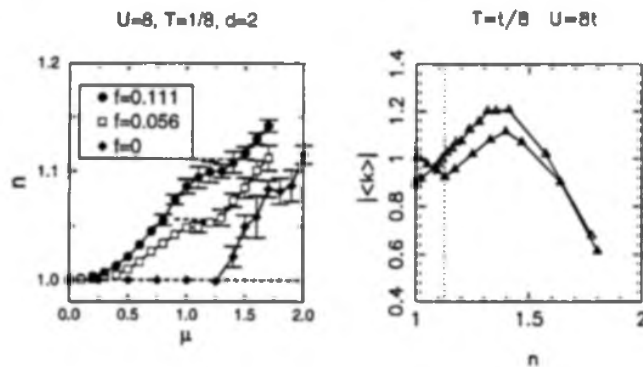 U=8, T=1/8, d=2
1.2
1.1
1.0
n
f=0.111
f=0.056
f=0
0.0 0.5 1.0 1.5 2.0
μ
T=t/8 U=8t
1.4
1.2
1
0.8
0.6
0.4
|<k>|
1 1.5 2
n